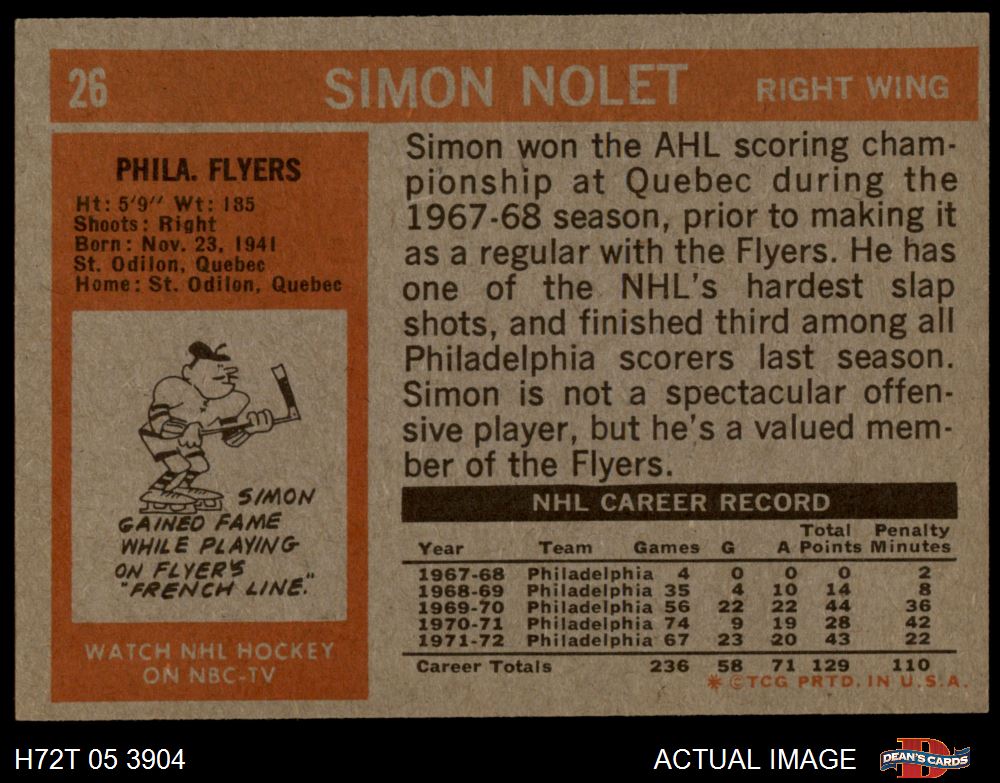 26
SIMON NOLET
RIGHT WING
PHILA. FLYERS
Ht: 5'9" Wt: 185
Shoots: Right
Born: Nov. 23, 1941
St. Odilon, Quebec
Home: St. Odilon, Quebec
SIMON
GAINED FAME
WHILE PLAYING
ON FLYER'S
"FRENCH LINE."
WATCH NHL HOCKEY
ON NBC-TV
Simon won the AHL scoring cham-
pionship at Quebec during the
1967-68 season, prior to making it
as a regular with the Flyers. He has
one of the NHL's hardest slap
shots, and finished third among all
Philadelphia scorers last season.
Simon is not a spectacular offen-
sive player, but he's a valued mem-
ber of the Flyers.
NHL CAREER RECORD
Total Penalty
Year Team Games G A Points Minutes
1967-68 Philadelphia 4 0 0 0 2
1968-69 Philadelphia 35 4 10 14 8
1969-70 Philadelphia 56 22 22 44 36
1970-71 Philadelphia 74 9 19 28 42
1971-72 Philadelphia 67 23 20 43 22
Career Totals 236 58 71 129 110
* © TCG PRTD. IN U.S.A.
H72T 05 3904
ACTUAL IMAGE
D
DEAN'S CARDS